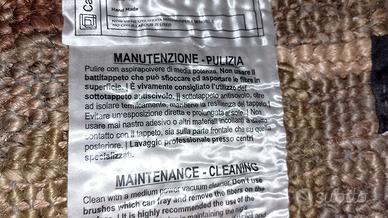 Ca
Hand Made
MANUTENZIONE - PULIZIA
Pulire con aspirapolvere di media potenza. Non usare il
battitappeto che può sfioccare ed asportare le fibre in
superficie. | È vivamente consigliato l'utilizzo del
sottotappeto antiscivolo. | Il sottotappeto antiscivolo, oltre
ad isolare termicamente, mantiene la resilienza del tappeto. |
Evitare un'esposizione diretta e prolungata al sole. | Non
usare mai nastro adesivo o altri materiali incollanti a
contatto con il tappeto, sia sulla parte frontale che su quella
posteriore. | Lavaggio professionale presso centri
specializzati.
MAINTENANCE - CLEANING
Clean with a medium power vacuum cleaner. Don't use
brushes which can fray and remove the fibres on the
It is highly recommended the use of the
maintaining the